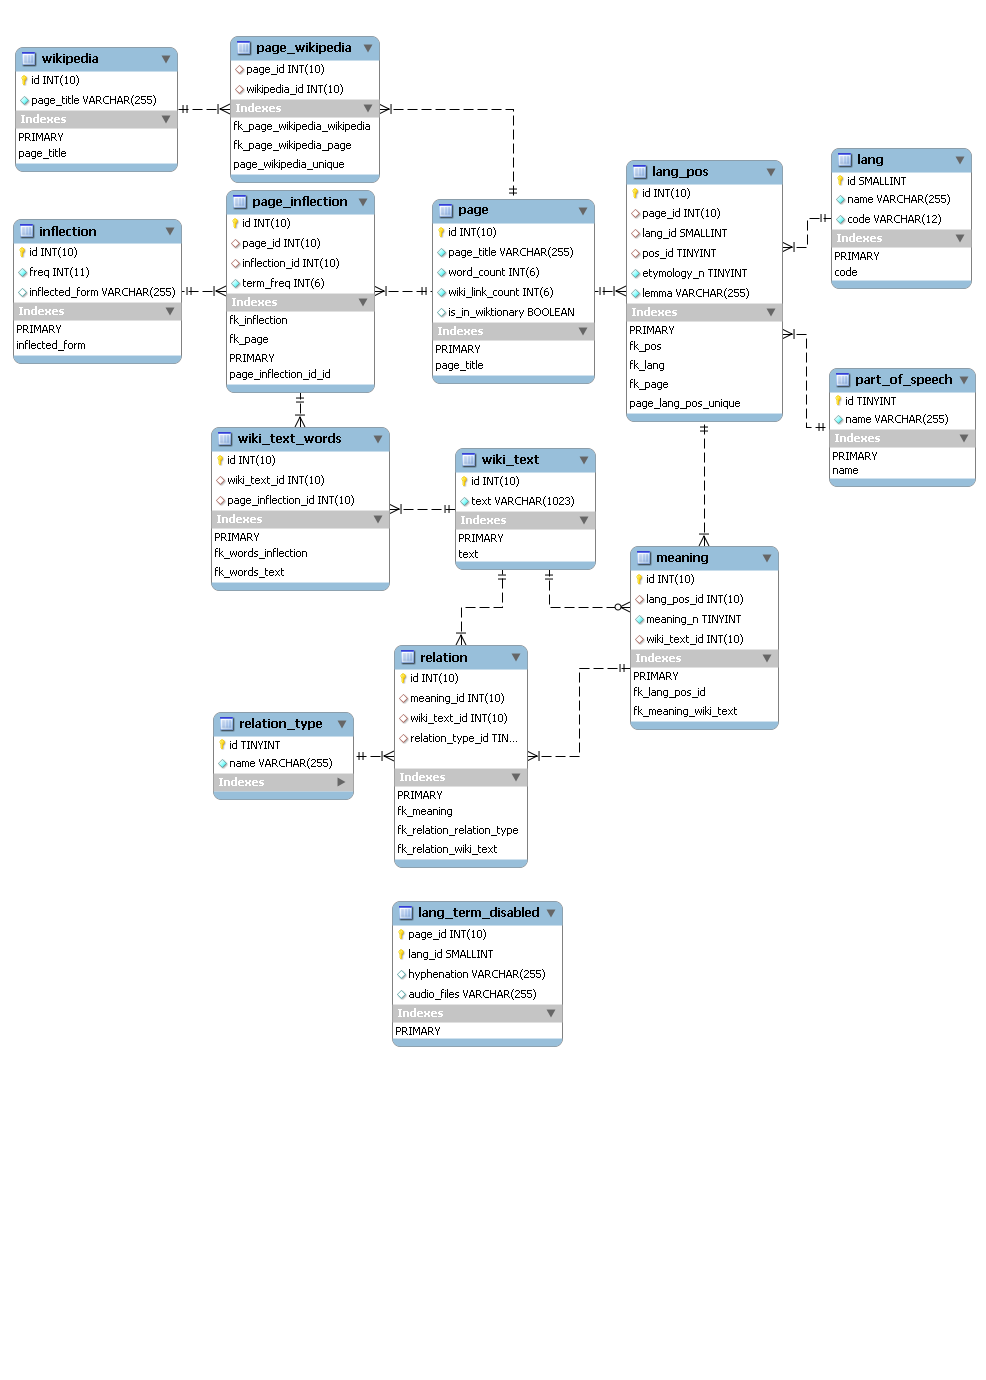 wikipedia
id INT(10)
page_title VARCHAR(255)
Indexes
PRIMARY
page_title
page_wikipedia
page_id INT(10)
wikipedia_id INT(10)
Indexes
fk_page_wikipedia_wikipedia
fk_page_wikipedia_page
page_wikipedia_unique
inflection
id INT(10)
freq INT(11)
inflected_form VARCHAR(255)
Indexes
PRIMARY
inflected_form
page_inflection
id INT(10)
page_id INT(10)
inflection_id INT(10)
term_freq INT(6)
Indexes
fk_inflection
fk_page
PRIMARY
page_inflection_id_id
page
id INT(10)
page_title VARCHAR(255)
word_count INT(6)
wiki_link_count INT(6)
is_in_wiktionary BOOLEAN
Indexes
PRIMARY
page_title
lang_pos
id INT(10)
page_id INT(10)
lang_id SMALLINT
pos_id TINYINT
etymology_n TINYINT
lemma VARCHAR(255)
Indexes
PRIMARY
fk_pos
fk_lang
fk_page
page_lang_pos_unique
lang
id SMALLINT
name VARCHAR(255)
code VARCHAR(12)
Indexes
PRIMARY
code
part_of_speech
id TINYINT
name VARCHAR(255)
Indexes
PRIMARY
name
wiki_text_words
id INT(10)
wiki_text_id INT(10)
page_inflection_id INT(10)
Indexes
PRIMARY
fk_words_inflection
fk_words_text
wiki_text
id INT(10)
text VARCHAR(1023)
Indexes
PRIMARY
text
meaning
id INT(10)
lang_pos_id INT(10)
meaning_n TINYINT
wiki_text_id INT(10)
Indexes
PRIMARY
fk_lang_pos_id
fk_meaning_wiki_text
relation
id INT(10)
meaning_id INT(10)
wiki_text_id INT(10)
relation_type_id TIN...
Indexes
PRIMARY
fk_meaning
fk_relation_relation_type
fk_relation_wiki_text
relation_type
id TINYINT
name VARCHAR(255)
Indexes
lang_term_disabled
page_id INT(10)
lang_id SMALLINT
hyphenation VARCHAR(255)
audio_files VARCHAR(255)
Indexes
PRIMARY